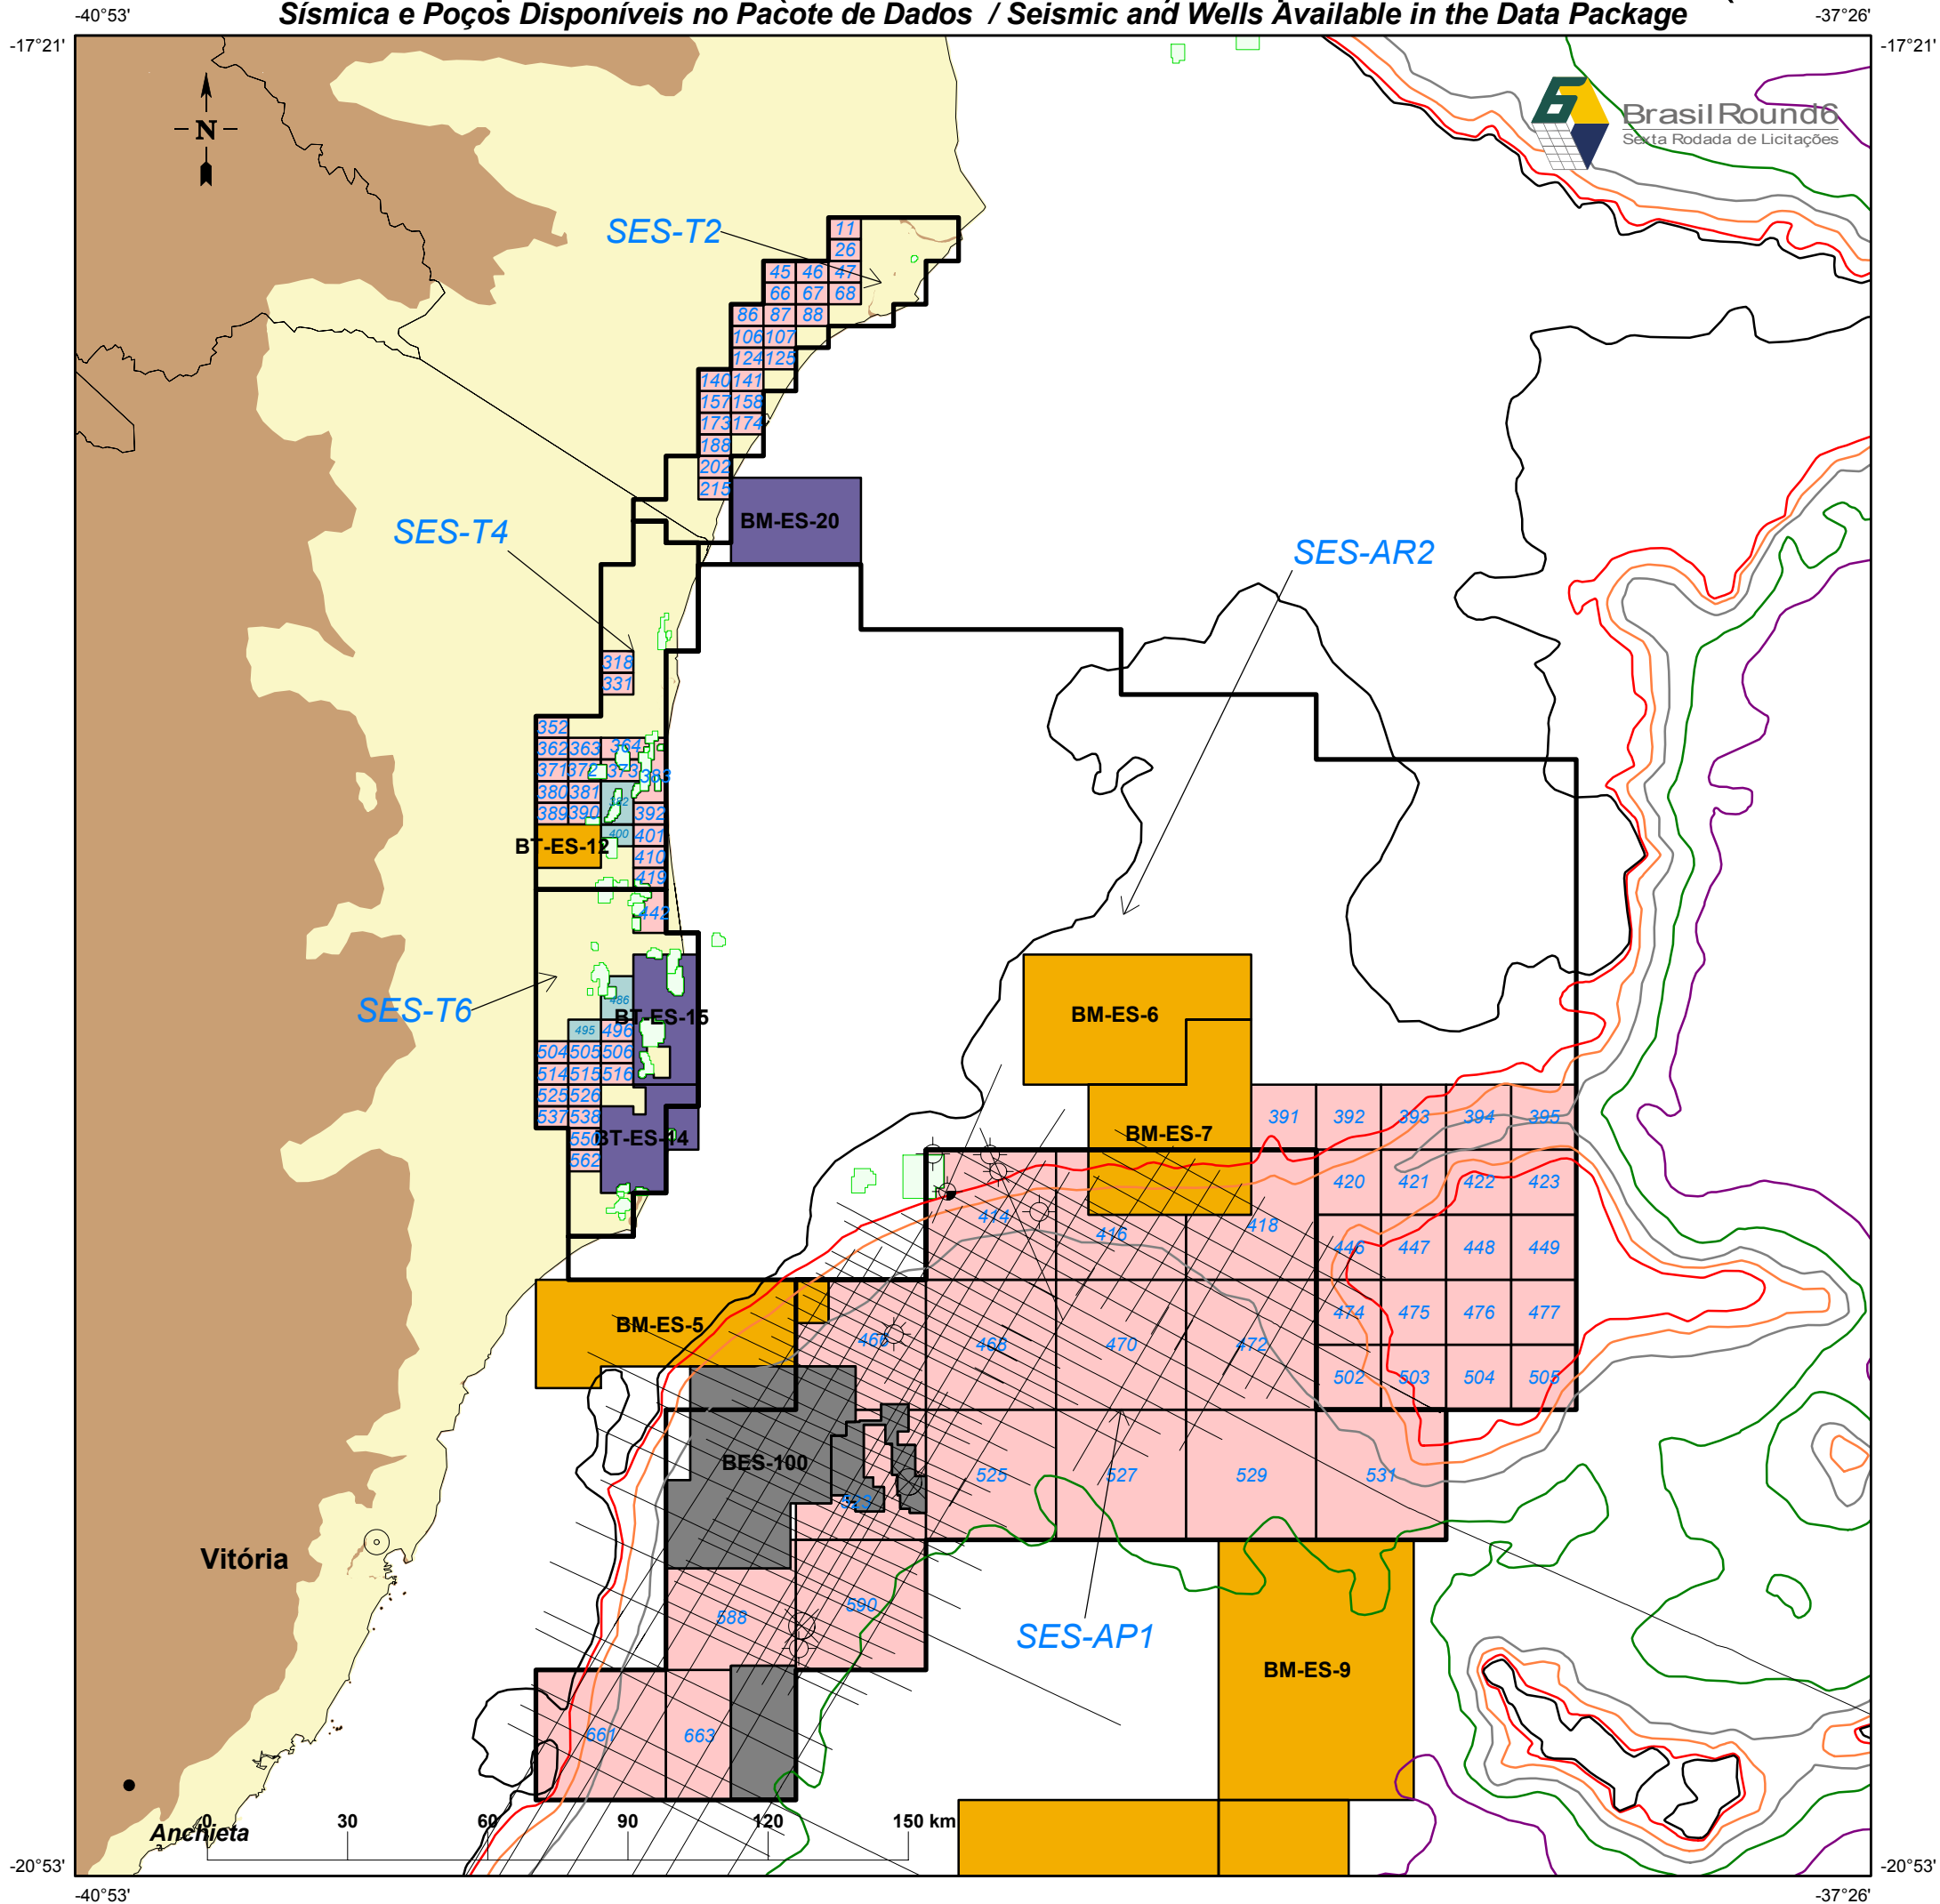 Sísmica e Poços Disponíveis no Pacote de Dados / Seismic and Wells Available in the Data Package
-40°53'
-37°26'
-17°21'
-17°21'
N
BrasilRound6
Sexta Rodada de Licitações
SES-T2
11
26
45 46 47
66 67 68
86 87 88
106 107
124 125
140 141
157 158
173 174
188
202
215
BM-ES-20
SES-T4
SES-AR2
318
331
352
362 363 364
371 372 373 383
380 381 382
389 390 392
400 401
BT-ES-12
410
419
442
SES-T6
486
BT-ES-15
495 496
504 505 506
514 515 516
525 526
537 538
BT-ES-14
550
562
BM-ES-6
BM-ES-7
391 392 393 394 395
420 421 422 423
414 416 418
446 447 448 449
BM-ES-5
474 475 476 477
466 468 470 472
502 503 504 505
BES-100
525 527 529 531
Vitória
588 590
SES-AP1
BM-ES-9
661 663
0 30 60 90 120 150 km
Anchieta
-20°53'
-20°53'
-40°53'
-37°26'